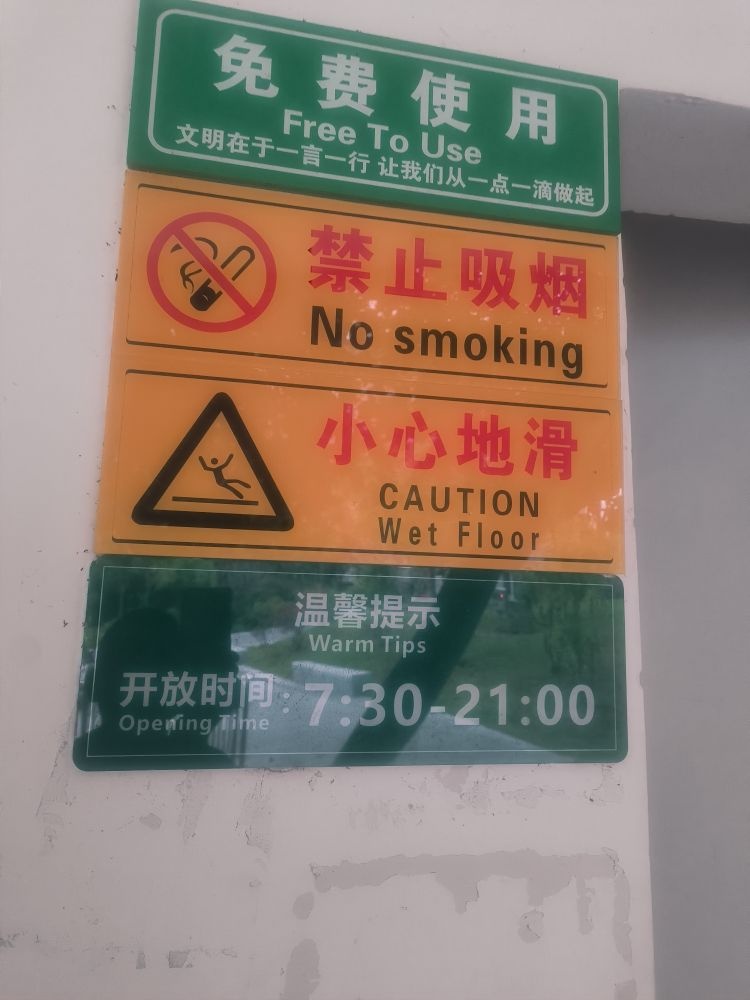 免费使用
Free To Use
文明在于一言一行 让我们从一点一滴做起
禁止吸烟
No smoking
小心地滑
CAUTION
Wet Floor
温馨提示
Warm Tips
开放时间:7:30-21:00
Opening Time